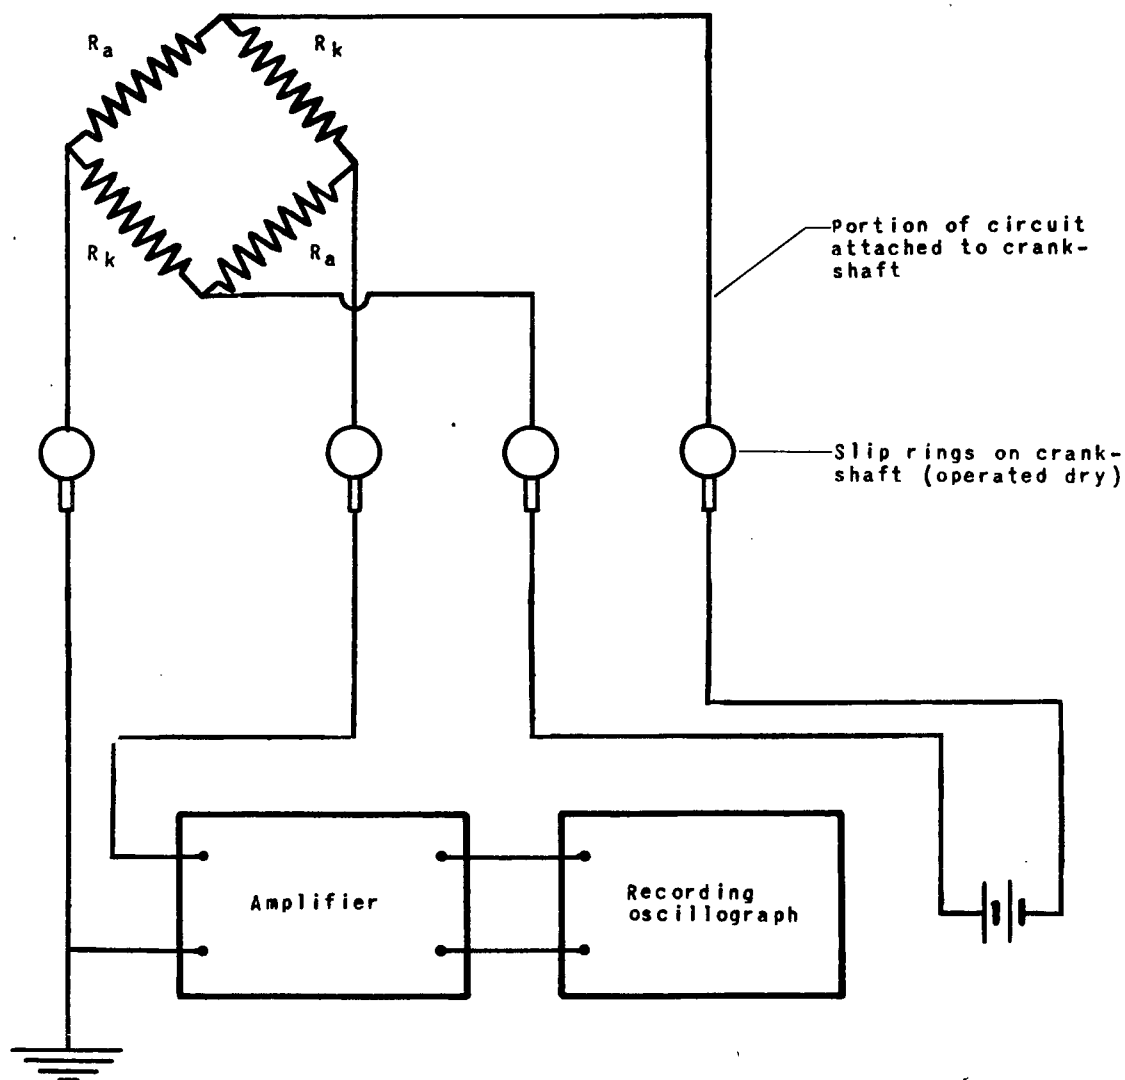 Ra
Rk
Rk
Ra
Portion of circuit
attached to crank-
shaft
Slip rings on crank-
shaft (operated dry)
Amplifier
Recording
oscillograph